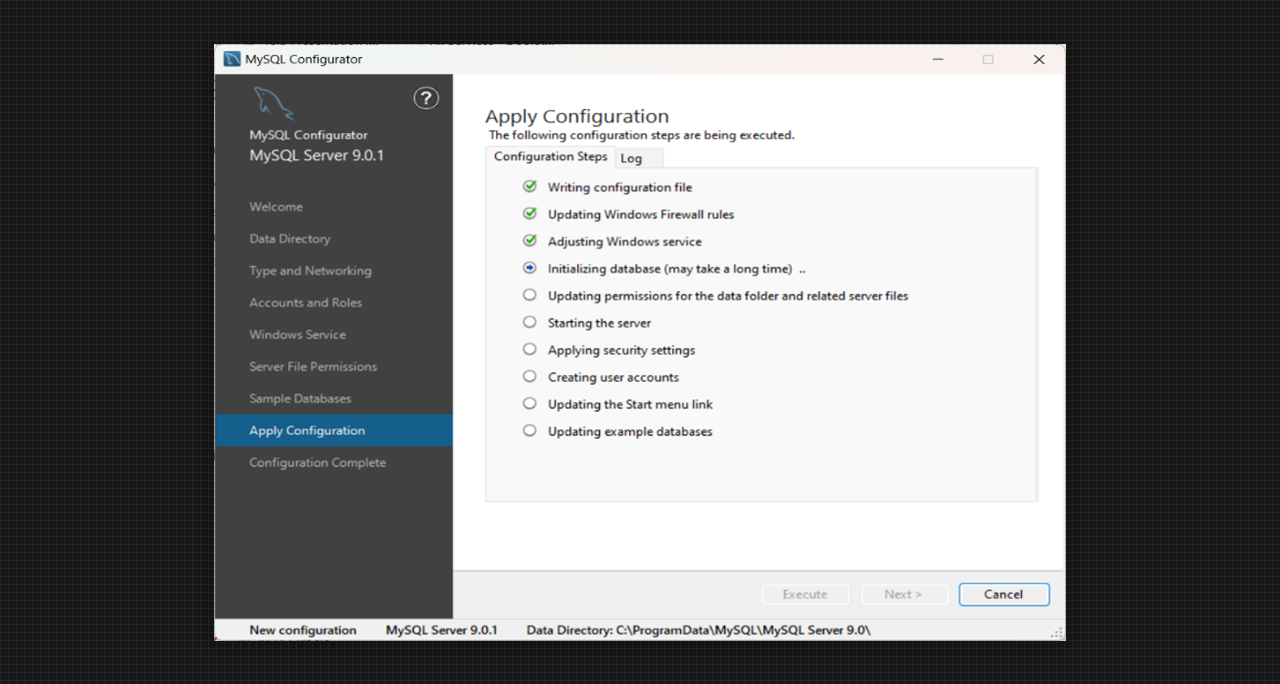 MySQL Configurator
MySQL Configurator
MySQL Server 9.0.1
?
Welcome
Data Directory
Type and Networking
Accounts and Roles
Windows Service
Server File Permissions
Sample Databases
Apply Configuration
Configuration Complete
Apply Configuration
The following configuration steps are being executed.
Configuration Steps Log
Writing configuration file
Updating Windows Firewall rules
Adjusting Windows service
Initializing database (may take a long time) ..
Updating permissions for the data folder and related server files
Starting the server
Applying security settings
Creating user accounts
Updating the Start menu link
Updating example databases
Execute Next > Cancel
New configuration MySQL Server 9.0.1 Data Directory: C:\ProgramData\MySQL\MySQL Server 9.0\